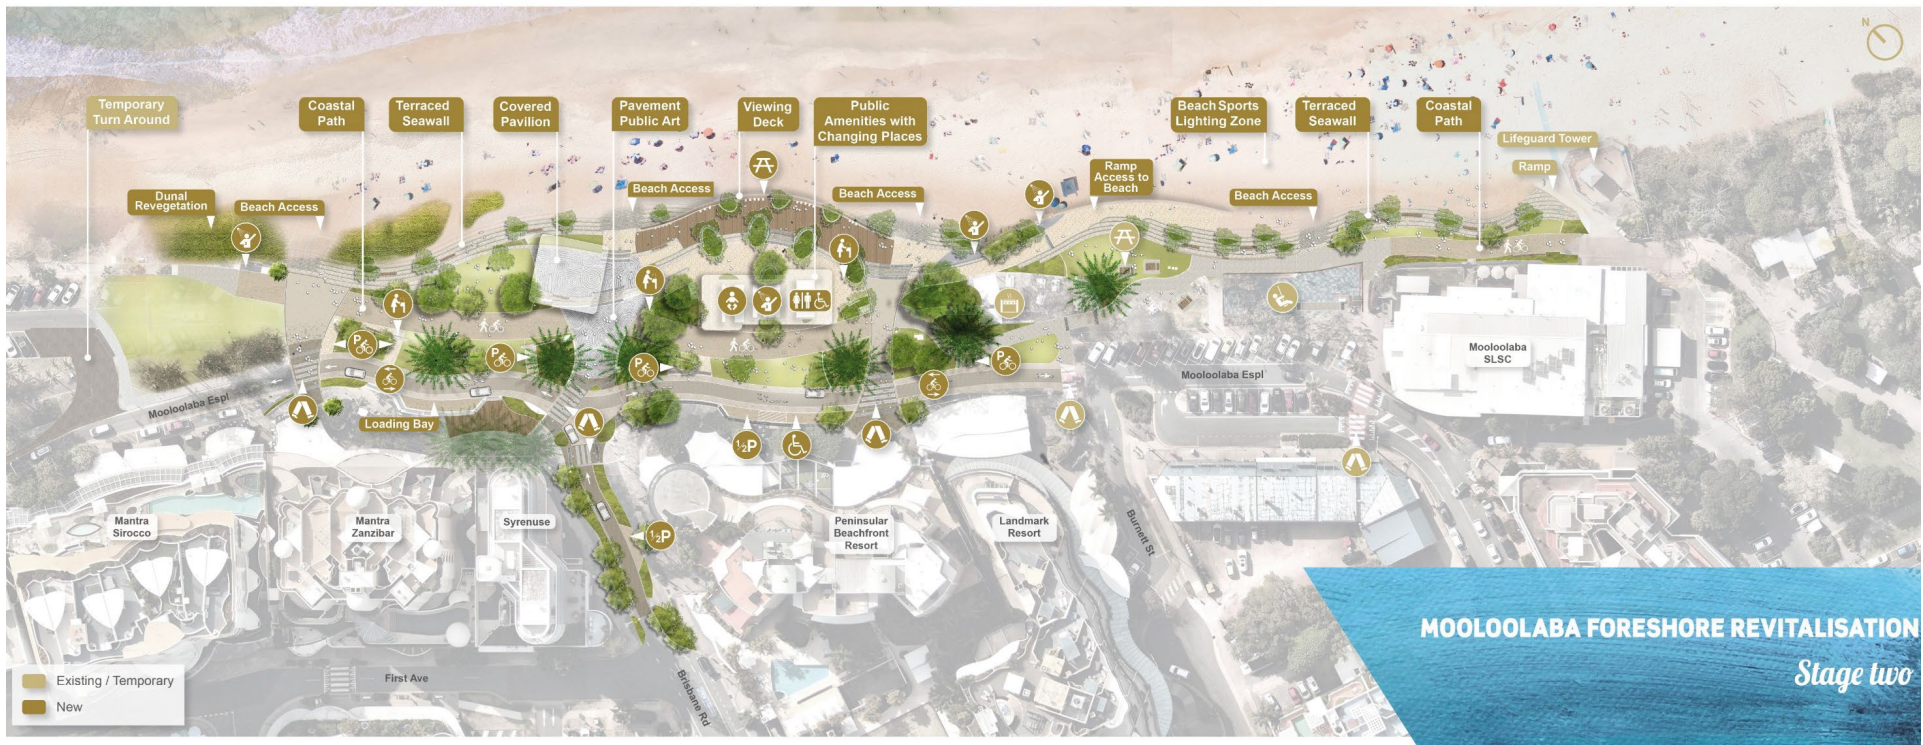 N
Temporary
Turn Around
Coastal
Path
Terraced
Seawall
Covered
Pavilion
Pavement
Public Art
Viewing
Deck
Public
Amenities with
Changing Places
Beach Sports
Lighting Zone
Terraced
Seawall
Coastal
Path
Lifeguard Tower
Ramp
Dunal
Revegetation
Beach Access
Beach Access
Beach Access
Ramp
Access to
Beach
Beach Access
P
P
P
P
Mooloolaba Espl
Loading Bay
½P
Mooloolaba Espl
Mooloolaba
SLSC
½P
Mantra
Sirocco
Mantra
Zanzibar
Syrenuse
Peninsular
Beachfront
Resort
Landmark
Resort
Burnett St
Brisbane Rd
First Ave
Existing / Temporary
New
MOOLOOLABA FORESHORE REVITALISATION
Stage two